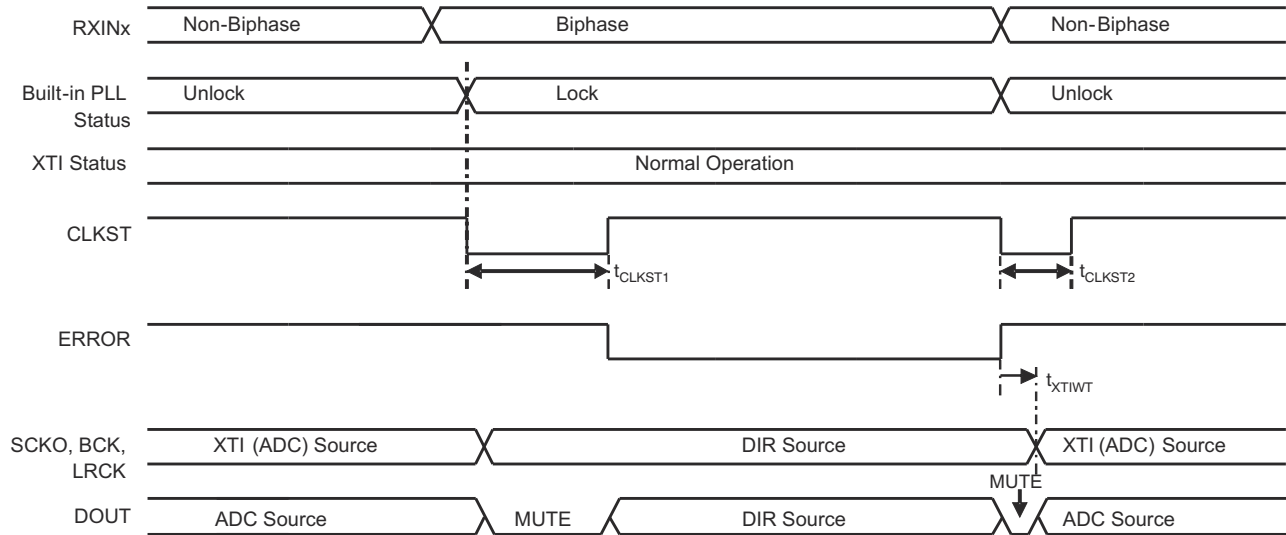 RXINx Non-Biphase Biphase Non-Biphase
Built-in PLL
Status Unlock Lock Unlock
XTI Status Normal Operation
CLKST
tCLKST1 tCLKST2
ERROR
tXTIWT
SCKO, BCK,
LRCK XTI (ADC) Source DIR Source XTI (ADC) Source
MUTE
DOUT ADC Source MUTE DIR Source ADC Source